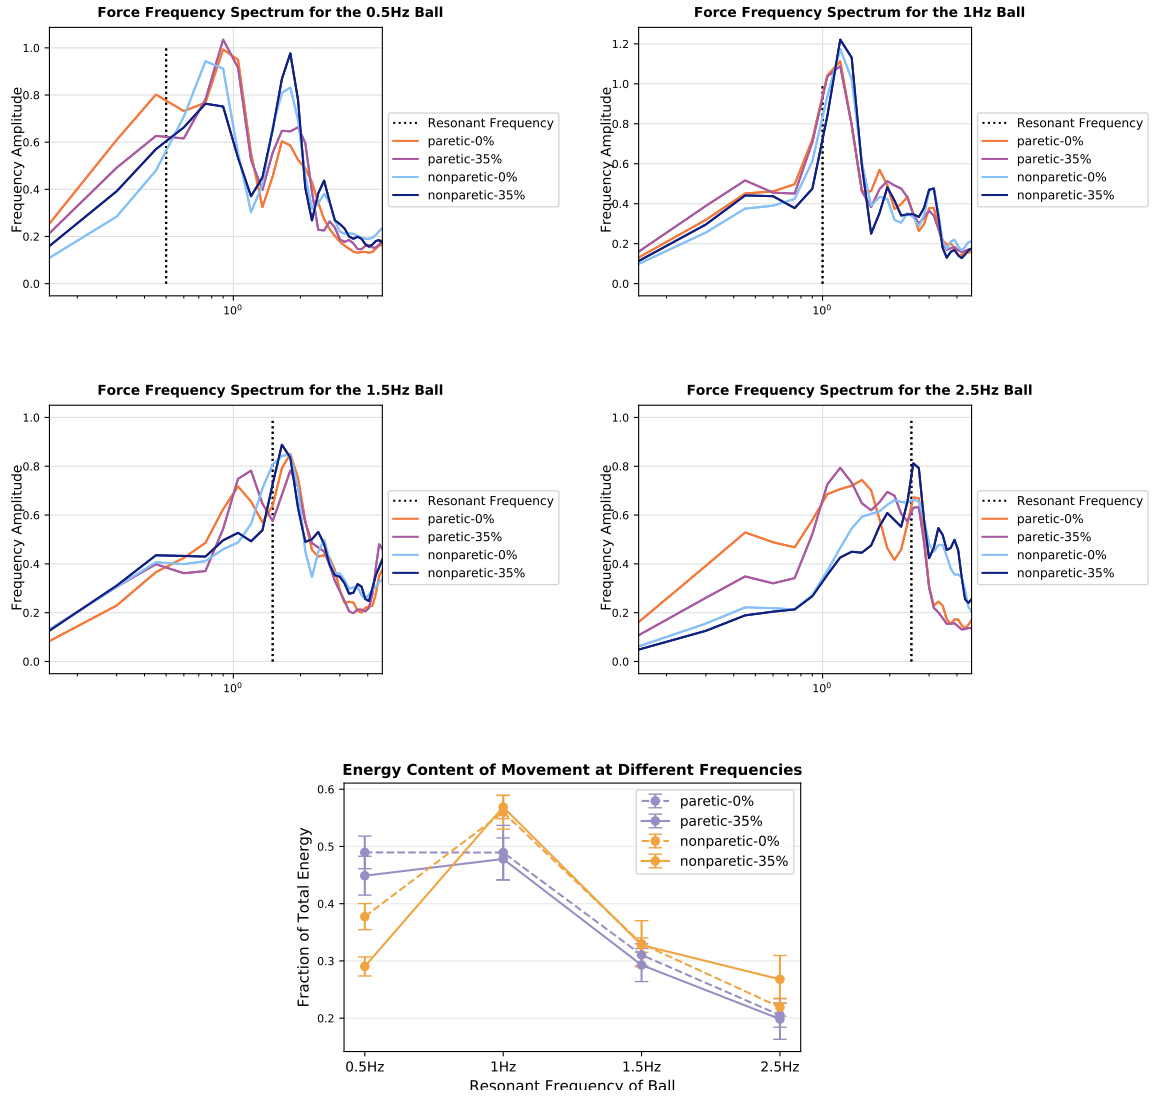 Force Frequency Spectrum for the 0.5Hz Ball
Frequency Amplitude
1.0
0.8
0.6
0.4
0.2
0.0
10⁰
Resonant Frequency
paretic-0%
paretic-35%
nonparetic-0%
nonparetic-35%
Force Frequency Spectrum for the 1Hz Ball
Frequency Amplitude
1.2
1.0
0.8
0.6
0.4
0.2
0.0
10⁰
Resonant Frequency
paretic-0%
paretic-35%
nonparetic-0%
nonparetic-35%
Force Frequency Spectrum for the 1.5Hz Ball
Frequency Amplitude
1.0
0.8
0.6
0.4
0.2
0.0
10⁰
Resonant Frequency
paretic-0%
paretic-35%
nonparetic-0%
nonparetic-35%
Force Frequency Spectrum for the 2.5Hz Ball
Frequency Amplitude
1.0
0.8
0.6
0.4
0.2
0.0
10⁰
Resonant Frequency
paretic-0%
paretic-35%
nonparetic-0%
nonparetic-35%
Energy Content of Movement at Different Frequencies
Fraction of Total Energy
0.6
0.5
0.4
0.3
0.2
paretic-0%
paretic-35%
nonparetic-0%
nonparetic-35%
0.5Hz
1Hz
1.5Hz
2.5Hz
Resonant Frequency of Ball